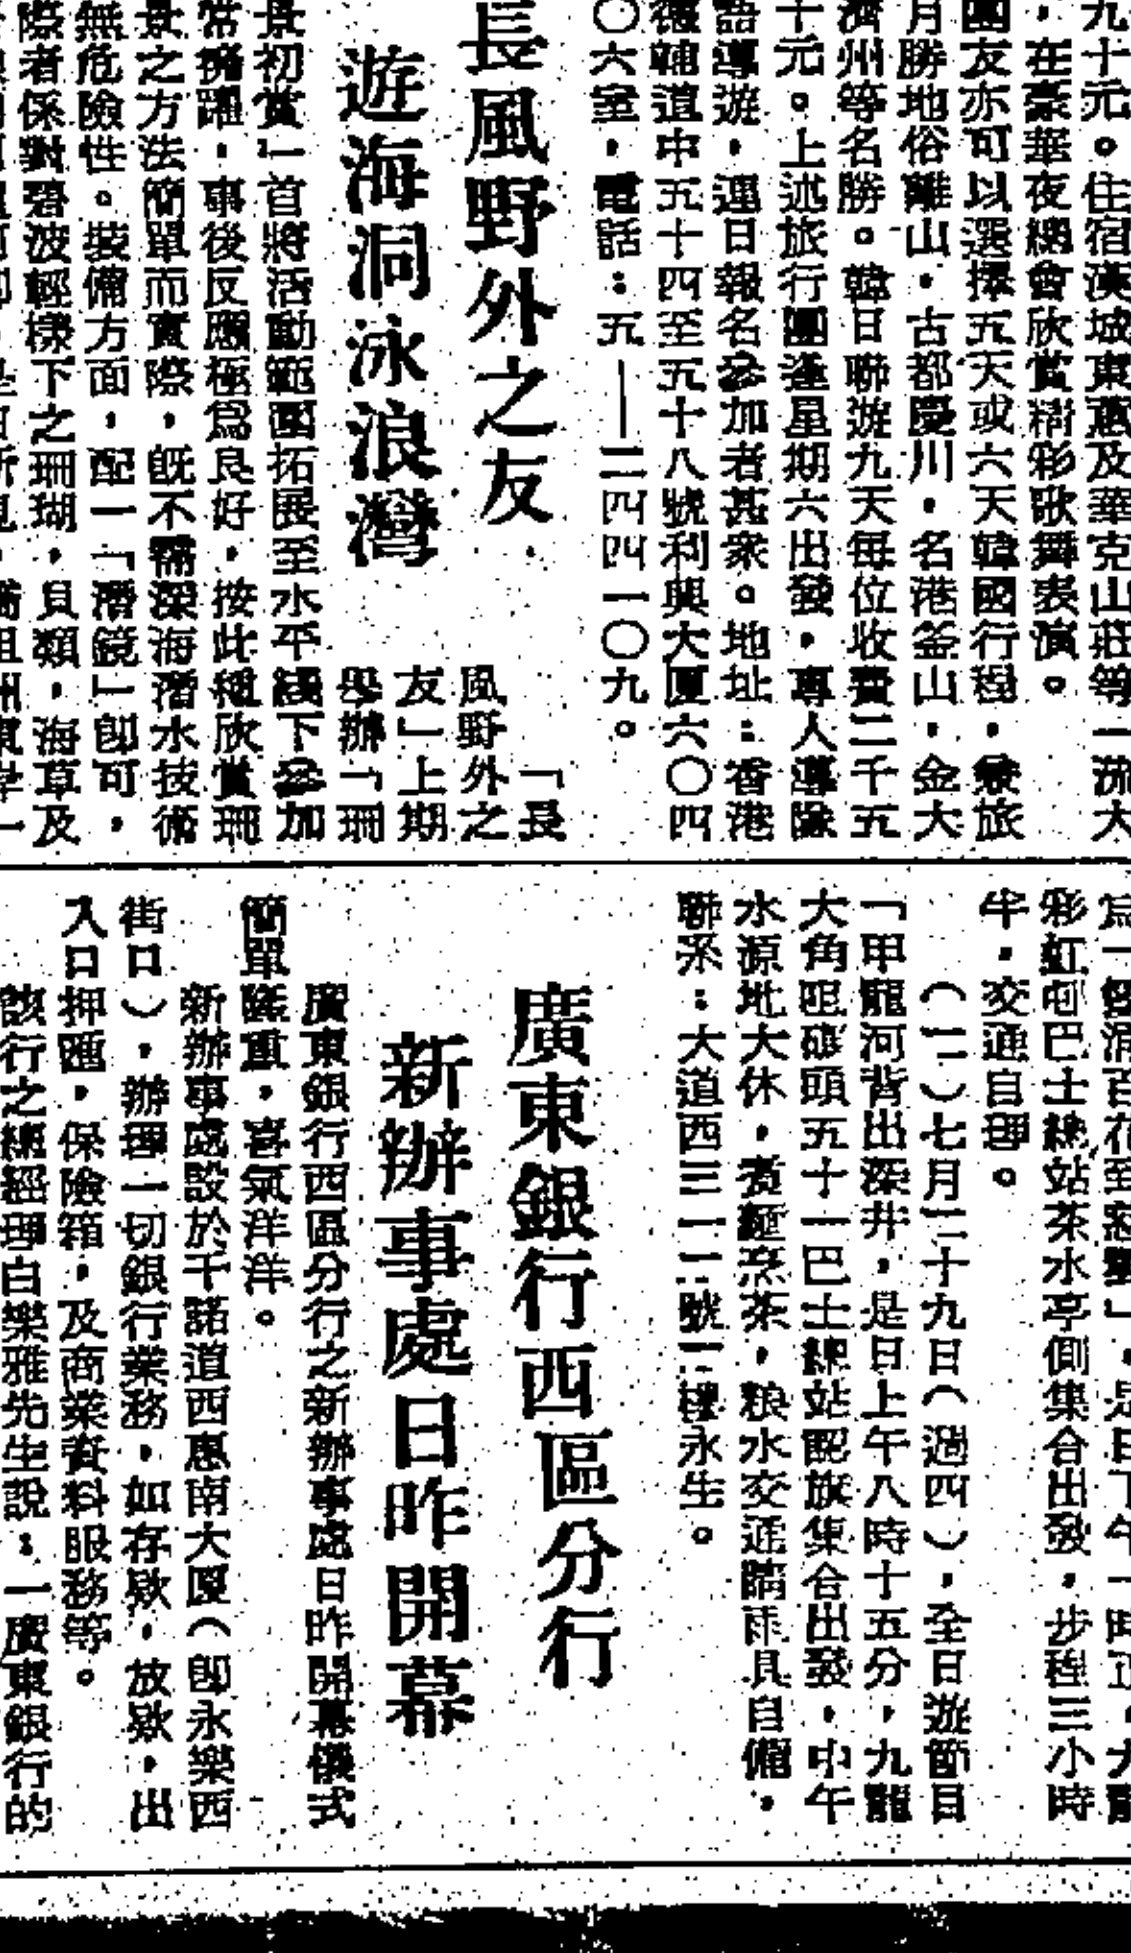 九十元。住宿漢城東惠及華克山莊等一流大
，在豪華夜總會欣賞精彩歌舞表演。
團友亦可以選擇五天或六天韓國行程，兼旅
月勝地俗離山，古都慶州，名港釜山，金大
濟州等名勝。韓日聯遊九天每位收費二千五
十元。上述旅行團逢星期六出發，專人導隊
語導遊，連日報名參加者甚衆。地址：香港
德輔道中五十四至五十八號利興大厦六〇四
〇六室，電話：五——二四四一〇九。
長風野外之友
遊海洞泳浪灣
「長
風野外之
友」上期
舉辦「珊
景初賞」首將活動範圍拓展至水平綫下參加
常踴躍，事後反應極爲良好，按此種欣賞珊
景之方法簡單而實際，旣不需深海潛水技術
無危險性。裝備方面，配一「潛鏡」卽可，
際者係對碧波輕樣下之珊瑚，貝類，海草及
彩虹邨巴士總站茶水亭側集合出發，步程三小時
半，交通自理。
（二）七月二十九日（週四），全日遊節目
「甲龍河背出深井，是日上午八時十五分，九龍
大角咀碼頭五十一巴士總站認旗集合出發，中午
水源地大休，煮麵烹茶，粮水交通晴雨具自備，
聯系：大道西三一二號二樓永生。
廣東銀行西區分行
新辦事處日昨開幕
廣東銀行西區分行之新辦事處日昨開幕儀式
簡單隆重，喜氣洋洋。
新辦事處設於干諾道西惠南大厦（卽永樂西
街口），辦理一切銀行業務，如存欵，放欵，出
入口押匯，保險箱，及商業資料服務等。
該行之總經理白樂雅先生說：「廣東銀行的